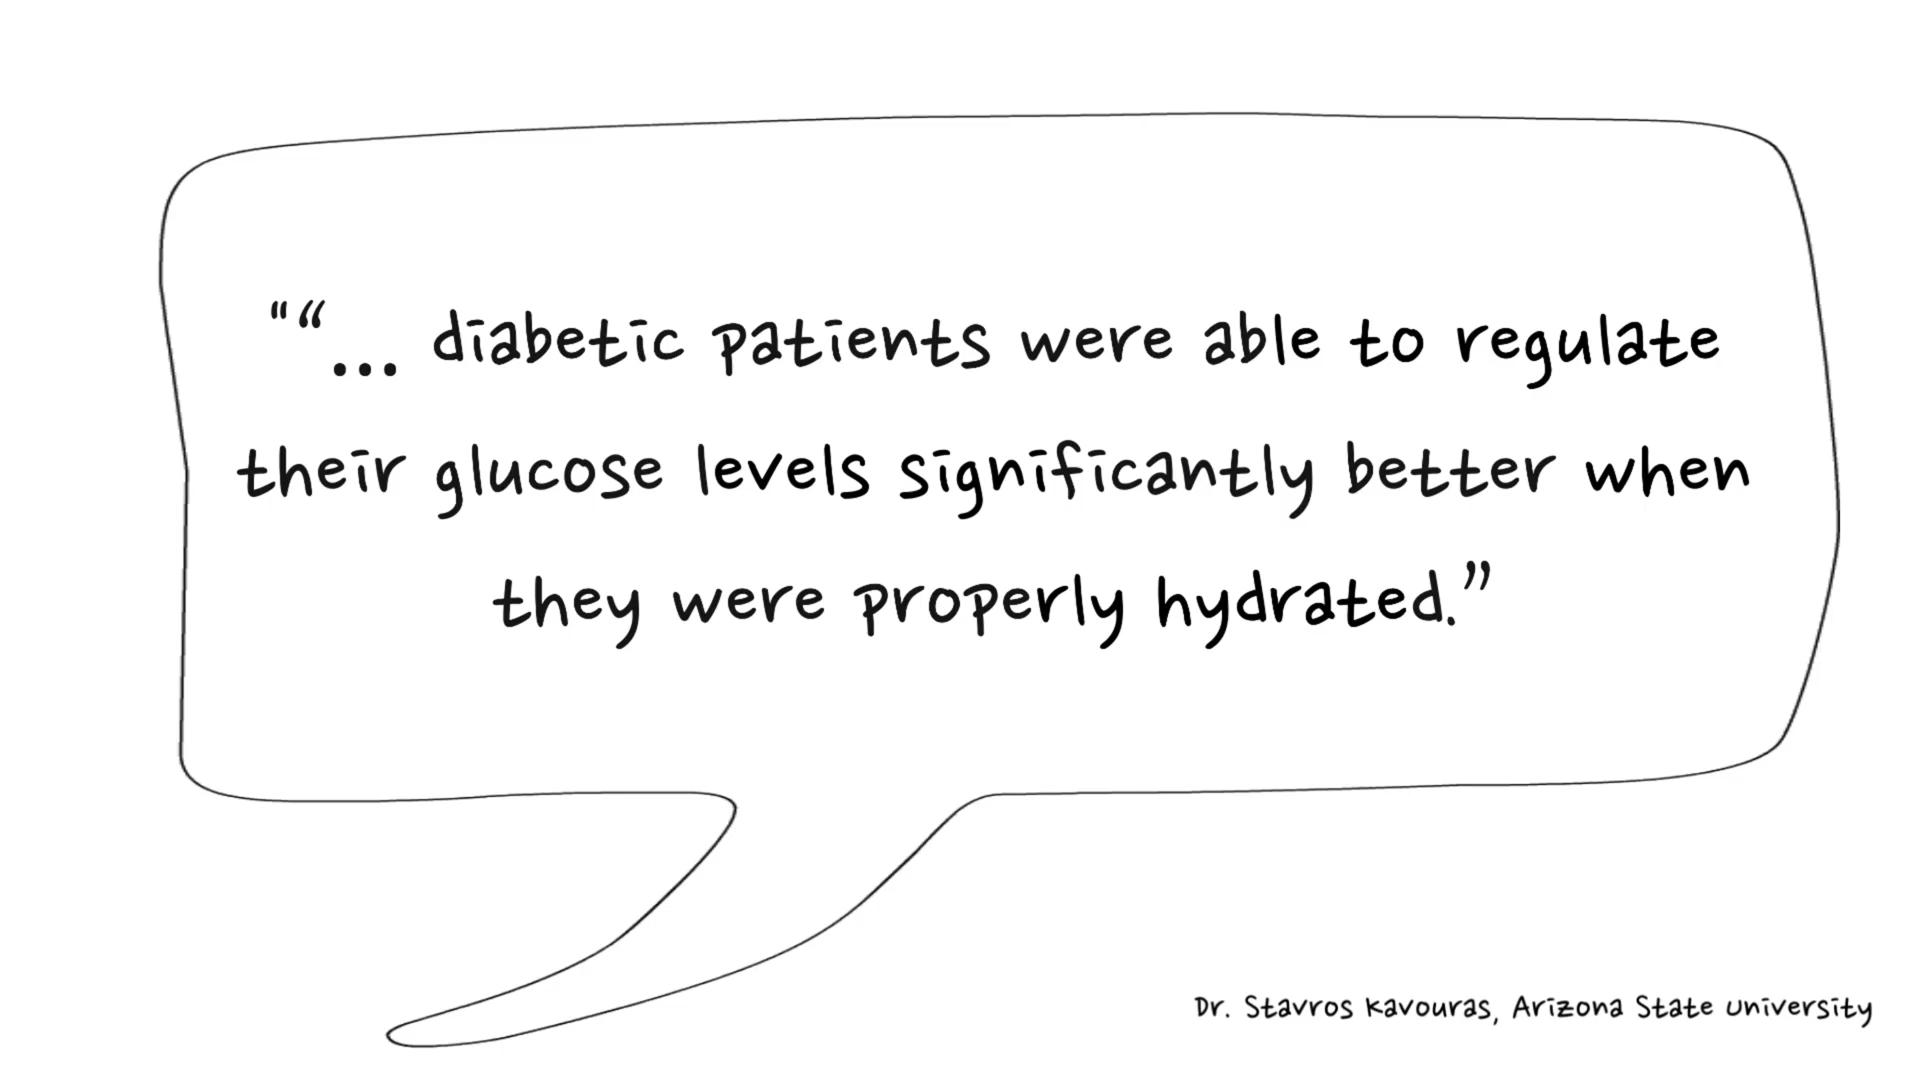 "“... diabetic patients were able to regulate
their glucose levels significantly better when
they were properly hydrated.”
Dr. Stavros Kavouras, Arizona State University